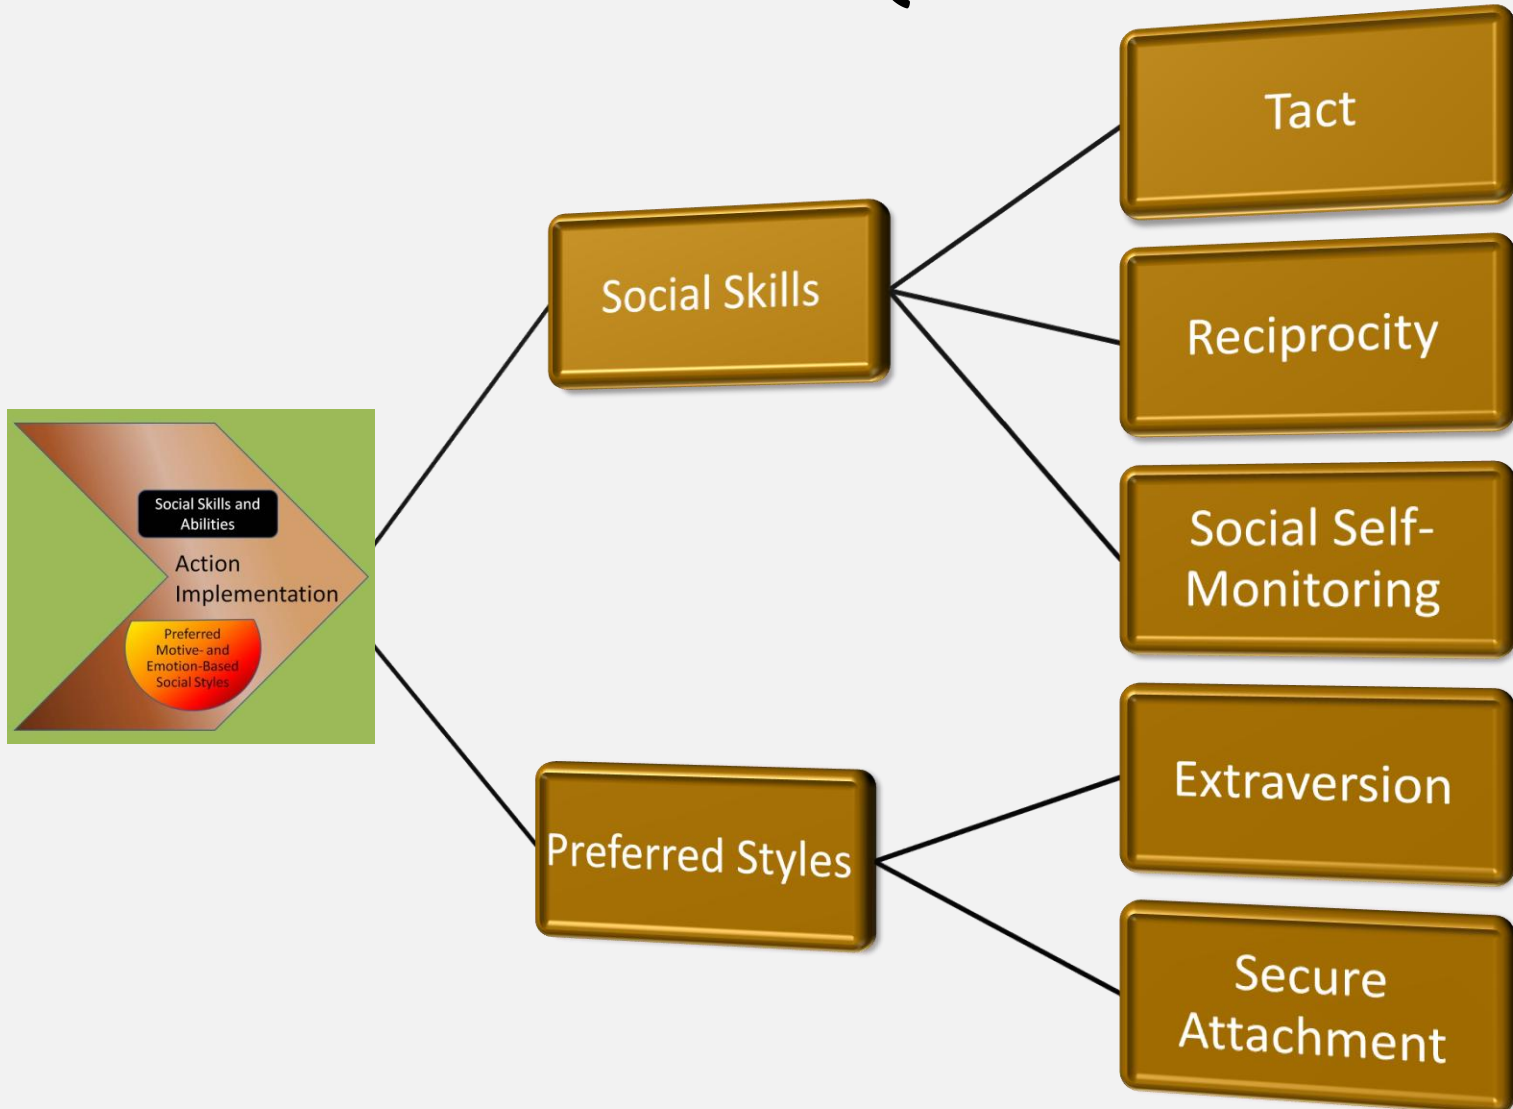 Social Skills and
Abilities
Action
Implementation
Preferred
Motive- and
Emotion-Based
Social Styles
Social Skills
Preferred Styles
Tact
Reciprocity
Social Self-
Monitoring
Extraversion
Secure
Attachment